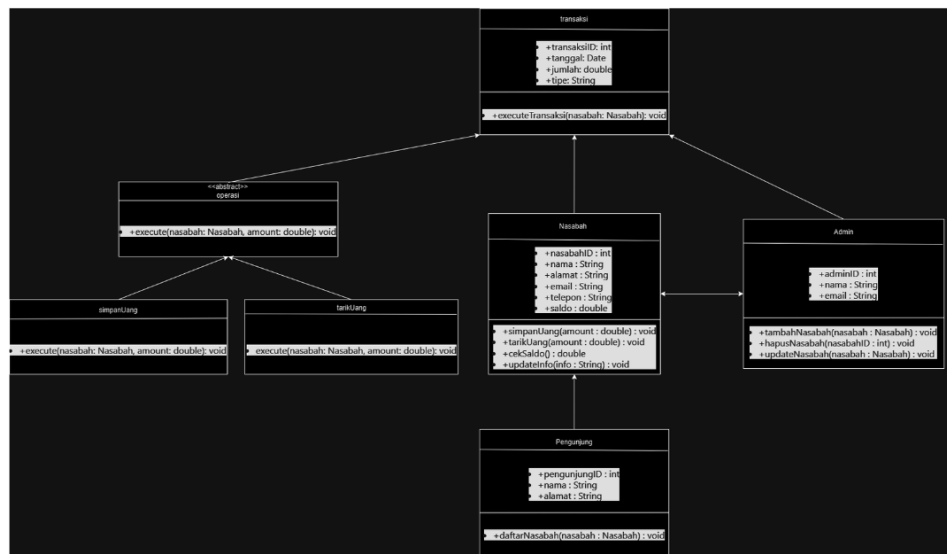 transaksi
+transaksiID: int
+tanggal: Date
+jumlah: double
+tipe: String
+executeTransaksi(nasabah: Nasabah): void
<<abstract>>
operasi
+execute(nasabah: Nasabah, amount: double): void
simpanUang
+execute(nasabah: Nasabah, amount: double): void
tarikUang
execute(nasabah: Nasabah, amount: double): void
Nasabah
+nasabahID : int
+nama : String
+alamat : String
+email : String
+telepon : String
+saldo : double
+simpanUang(amount : double) : void
+tarikUang(amount : double) : void
+cekSaldo() : double
+updateInfo(info : String) : void
Admin
+adminID : int
+nama : String
+email : String
+tambahNasabah(nasabah : Nasabah) : void
+hapusNasabah(nasabahID : int) : void
+updateNasabah(nasabah : Nasabah) : void
Pengunjung
+pengunjungID : int
+nama : String
+alamat : String
+daftarNasabah(nasabah : Nasabah) : void